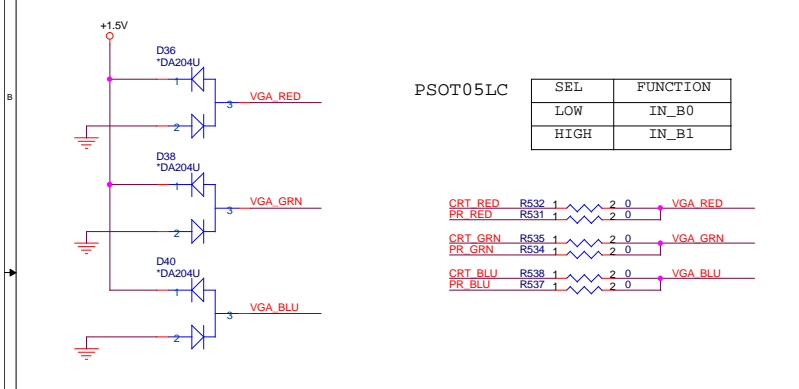 +1.5V
D36
*DA204U
1
3
VGA_RED
2
D38
*DA204U
1
3
VGA_GRN
2
D40
*DA204U
1
3
VGA_BLU
2
B
PSOT05LC
SEL FUNCTION
LOW IN_B0
HIGH IN_B1
CRT_RED R532 1 2 0 VGA_RED
PR_RED R531 1 2 0
CRT_GRN R535 1 2 0 VGA_GRN
PR_GRN R534 1 2 0
CRT_BLU R538 1 2 0 VGA_BLU
PR_BLU R537 1 2 0